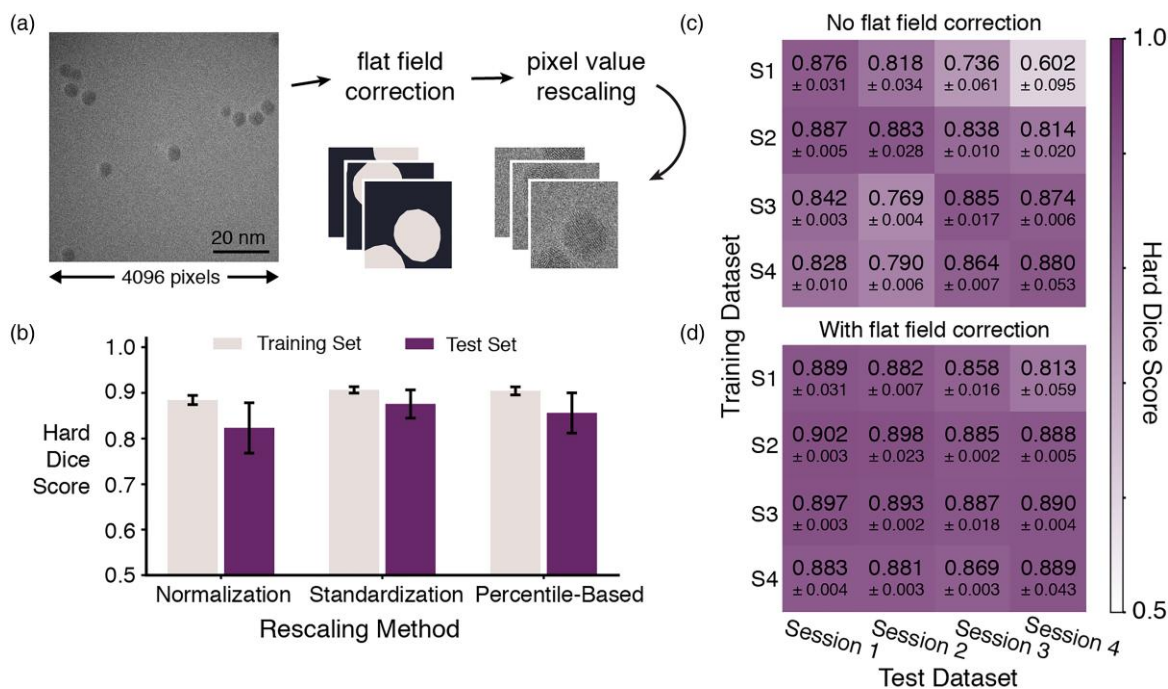 (a)
flat field
correction
pixel value
rescaling
20 nm
4096 pixels
(b)
Training Set
Test Set
Hard
Dice
Score
1.0
0.9
0.8
0.7
0.6
0.5
Normalization
Standardization
Percentile-Based
Rescaling Method
(c)
No flat field correction
S1
0.876 0.818 0.736 0.602
± 0.031 ± 0.034 ± 0.061 ± 0.095
S2
0.887 0.883 0.838 0.814
± 0.005 ± 0.028 ± 0.010 ± 0.020
S3
0.842 0.769 0.885 0.874
± 0.003 ± 0.004 ± 0.017 ± 0.006
S4
0.828 0.790 0.864 0.880
± 0.010 ± 0.006 ± 0.007 ± 0.053
Training Dataset
(d)
With flat field correction
S1
0.889 0.882 0.858 0.813
± 0.031 ± 0.007 ± 0.016 ± 0.059
S2
0.902 0.898 0.885 0.888
± 0.003 ± 0.023 ± 0.002 ± 0.005
S3
0.897 0.893 0.887 0.890
± 0.003 ± 0.002 ± 0.018 ± 0.004
S4
0.883 0.881 0.869 0.889
± 0.004 ± 0.003 ± 0.003 ± 0.043
Session 1
Session 2
Session 3
Session 4
Test Dataset
1.0
Hard Dice Score
0.5